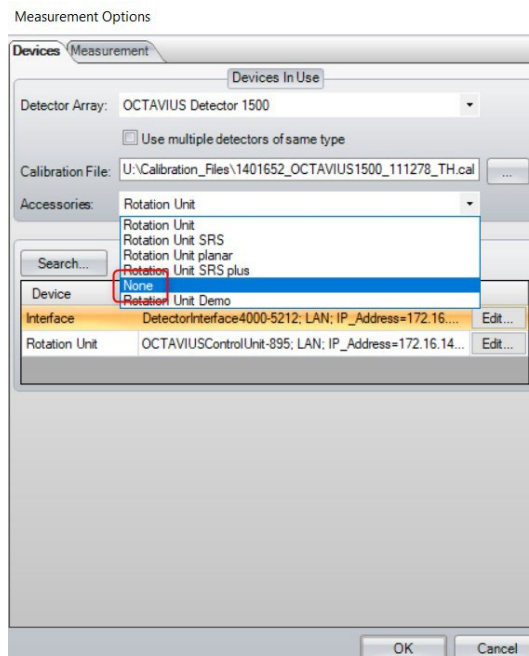 Measurement Options
Devices Measurement
Devices In Use
Detector Array: OCTAVIUS Detector 1500
Use multiple detectors of same type
Calibration File: U:\Calibration_Files\1401652_OCTAVIUS1500_111278_TH.cal ...
Accessories: Rotation Unit
Rotation Unit
Rotation Unit SRS
Rotation Unit planar
Rotation Unit SRS plus
None
Rotation Unit Demo
Search...
Device
Interface DetectorInterface4000-5212; LAN; IP_Address=172.16.... Edit...
Rotation Unit OCTAVIUSControlUnit-895; LAN; IP_Address=172.16.14... Edit...
OK Cancel